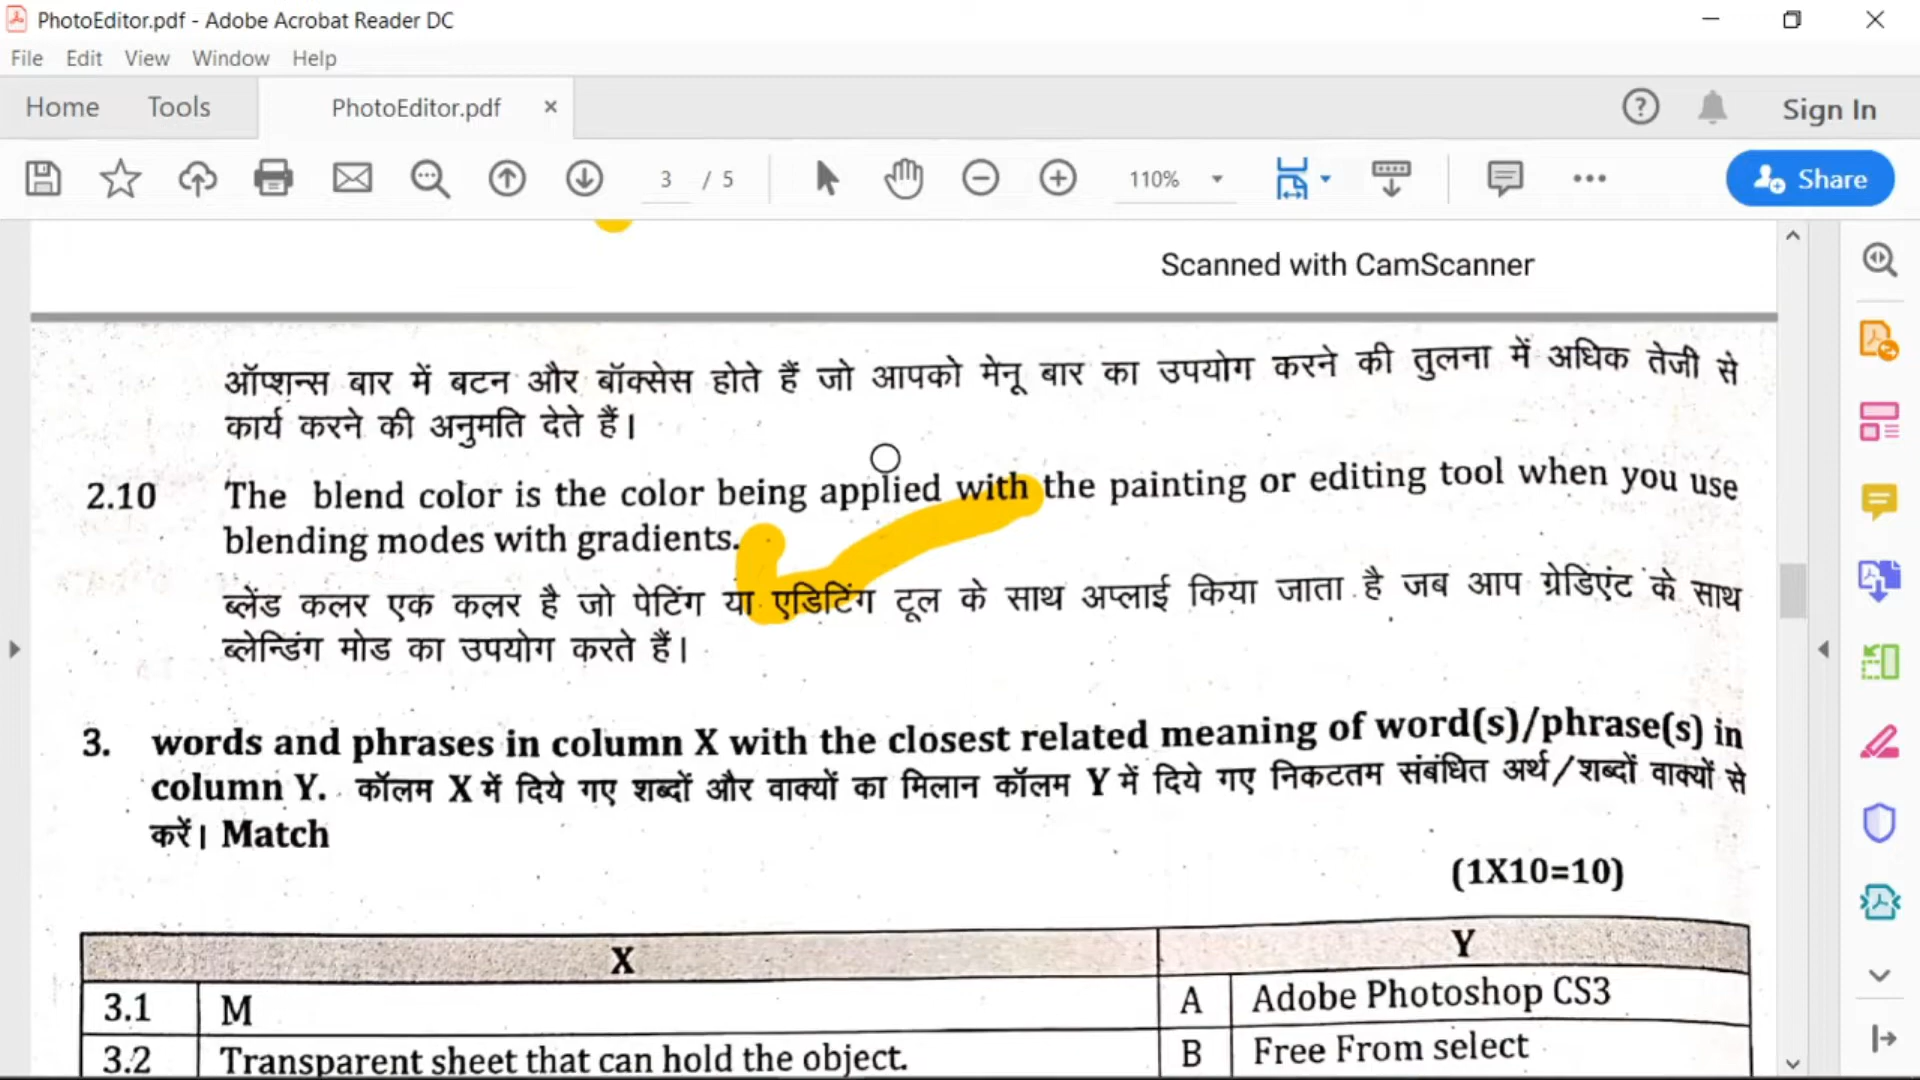 PhotoEditor.pdf - Adobe Acrobat Reader DC
File Edit View Window Help
Home Tools PhotoEditor.pdf × Sign In
3 / 5 110% Share
Scanned with CamScanner
ऑप्शन्स बार में बटन और बॉक्सेस होते हैं जो आपको मेनू बार का उपयोग करने की तुलना में अधिक तेजी से
कार्य करने की अनुमति देते हैं।
2.10 The blend color is the color being applied with the painting or editing tool when you use
blending modes with gradients.
ब्लेंड कलर एक कलर है जो पेटिंग या एडिटिंग टूल के साथ अप्लाई किया जाता है जब आप ग्रेडिएंट के साथ
ब्लेन्डिंग मोड का उपयोग करते हैं।
3. words and phrases in column X with the closest related meaning of word(s)/phrase(s) in
column Y. कॉलम X में दिये गए शब्दों और वाक्यों का मिलान कॉलम Y में दिये गए निकटतम संबंधित अर्थ/शब्दों वाक्यों से
करें। Match
(1X10=10)
X Y
3.1 M A Adobe Photoshop CS3
3.2 Transparent sheet that can hold the object. B Free From select